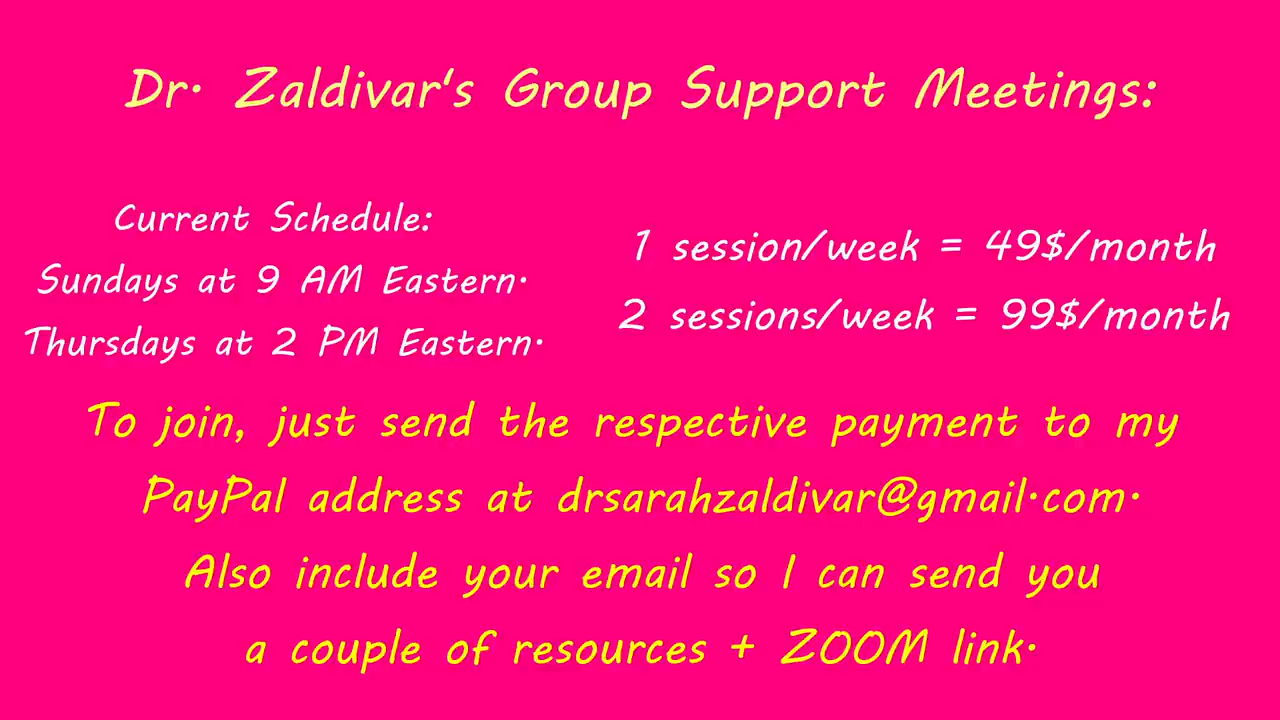 Dr. Zaldivar's Group Support Meetings:
Current Schedule:
Sundays at 9 AM Eastern.
Thursdays at 2 PM Eastern.
1 session/week = 49$/month
2 sessions/week = 99$/month
To join, just send the respective payment to my
PayPal address at drsarahzaldivar@gmail.com.
Also include your email so I can send you
a couple of resources + ZOOM link.